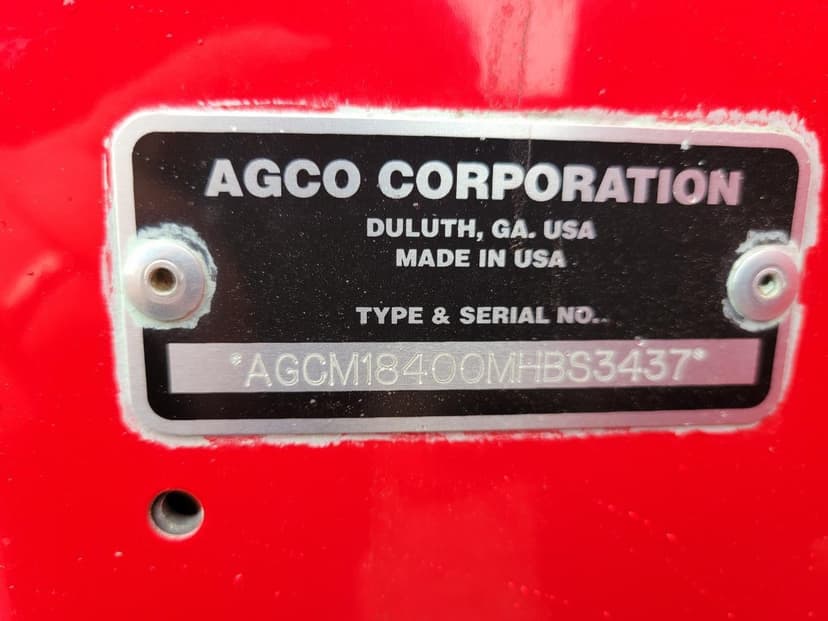 AGCO CORPORATION
DULUTH, GA. USA
MADE IN USA
TYPE & SERIAL NO.
*AGCM18400MHBS3437*